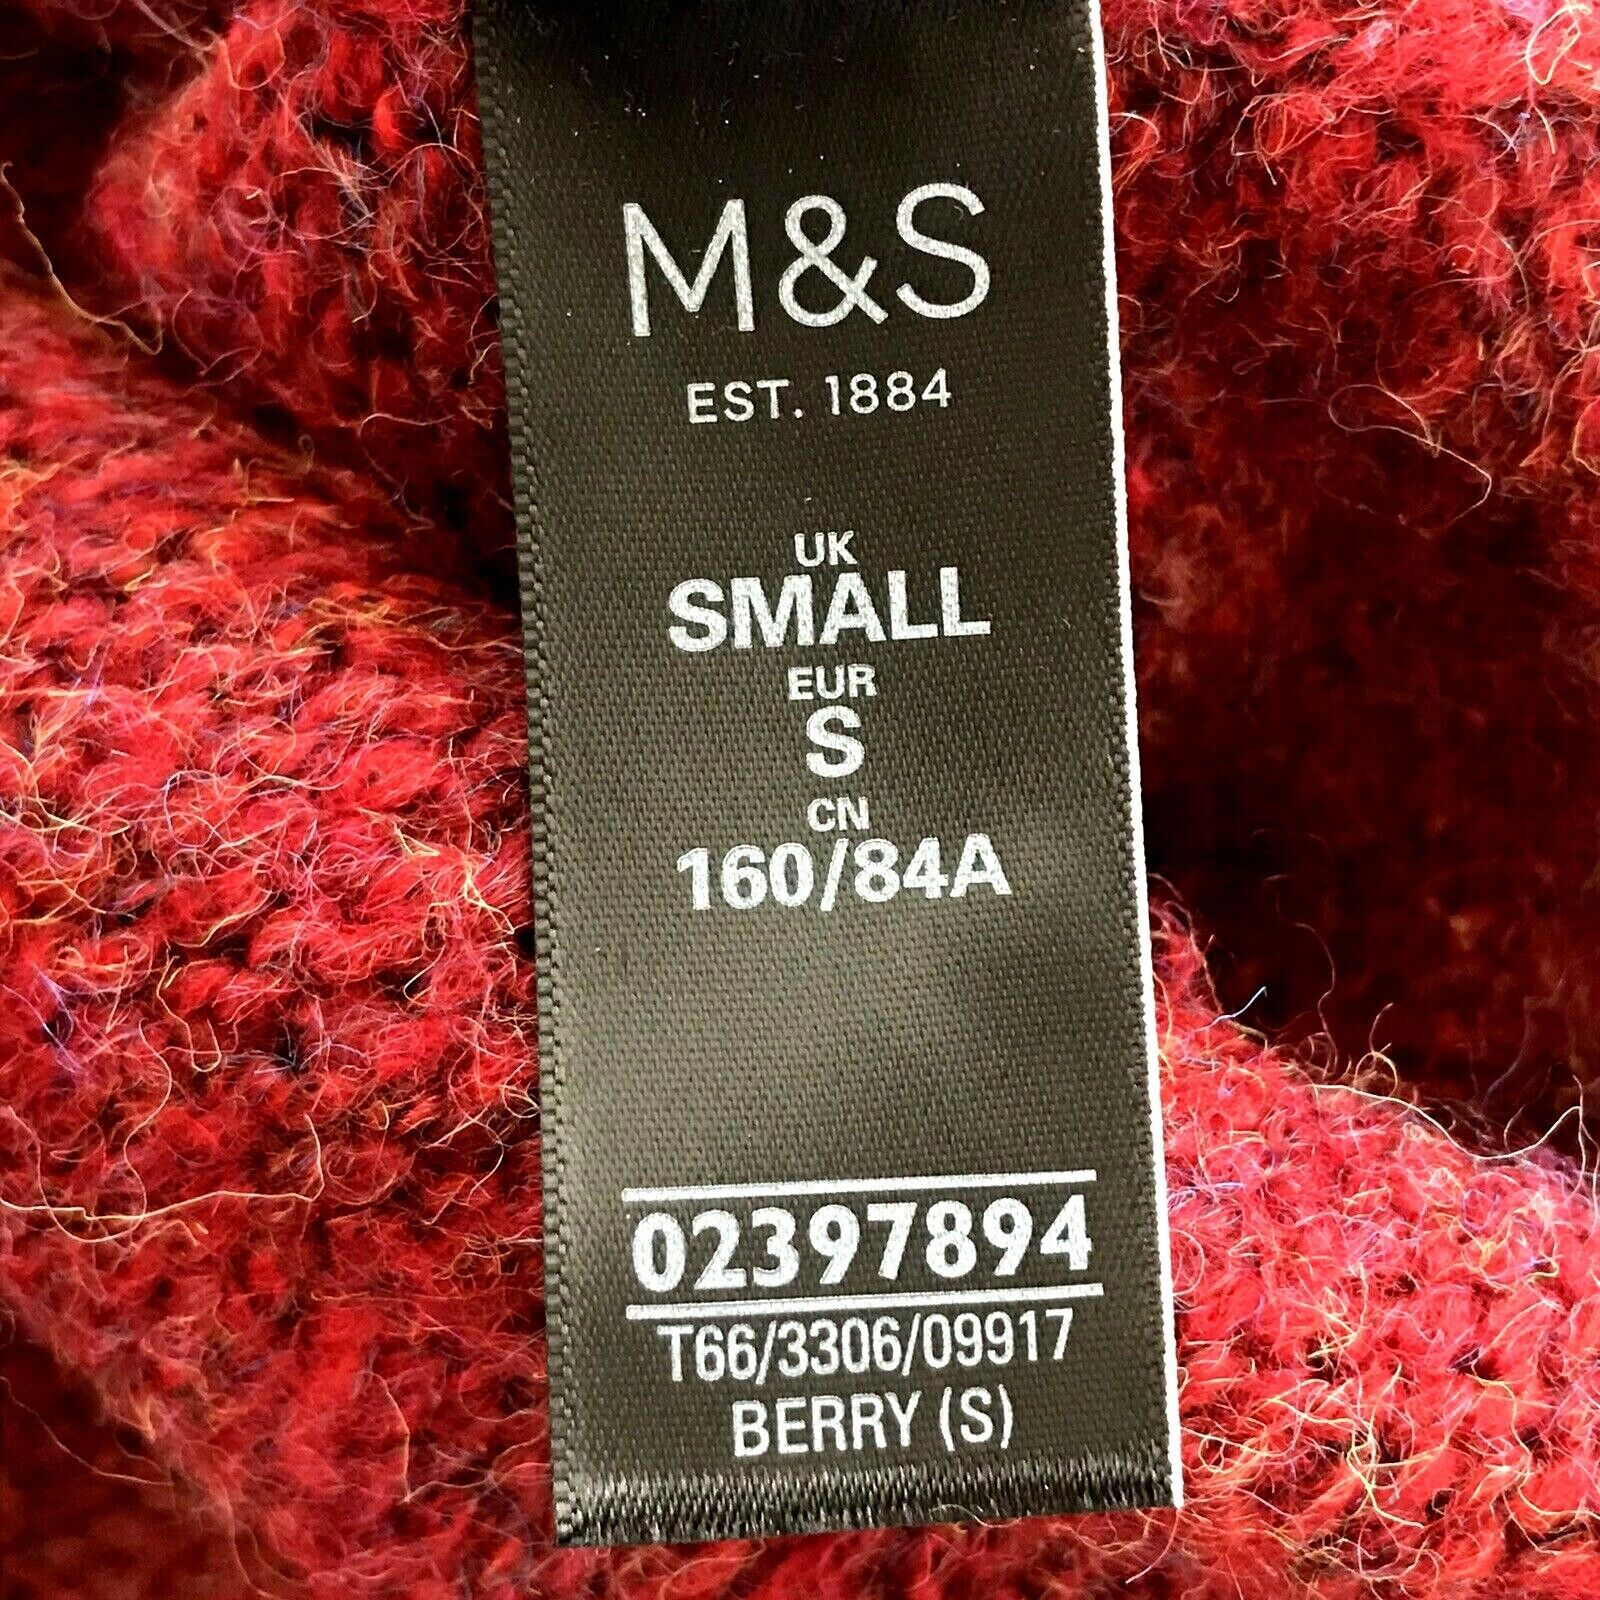 M&S
EST. 1884
UK
SMALL
EUR
S
CN
160/84A
02397894
T66/3306/09917
BERRY (S)